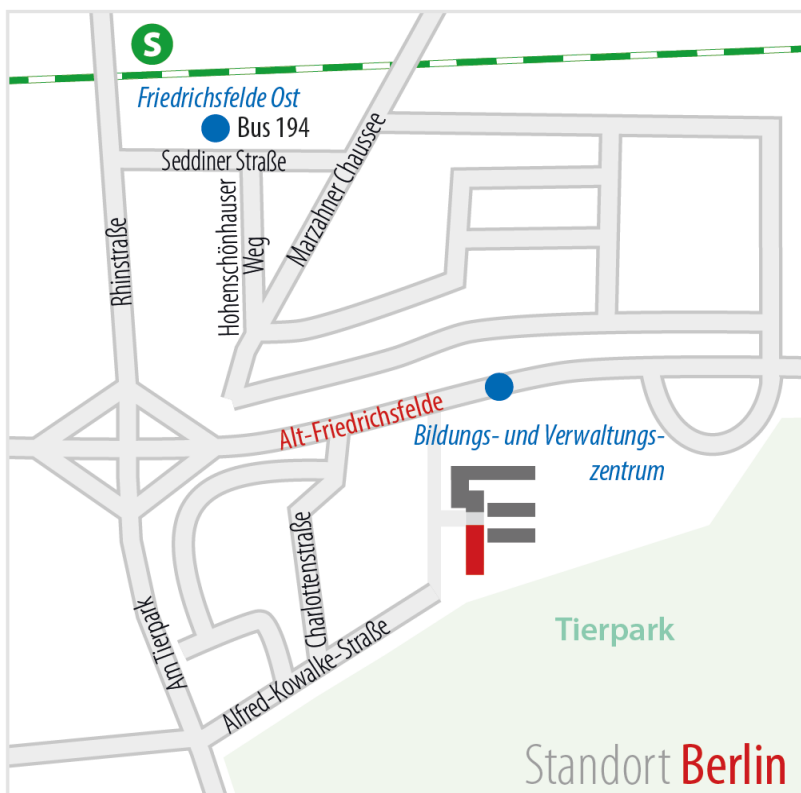 S
Friedrichsfelde Ost
Bus 194
Seddiner Straße
Marzahner Chaussee
Hohenschönhauser
Weg
Rhinstraße
Alt-Friedrichsfelde
Bildungs- und Verwaltungs-
zentrum
Charlottenstraße
Am Tierpark
Alfred-Kowalke-Straße
Tierpark
Standort Berlin